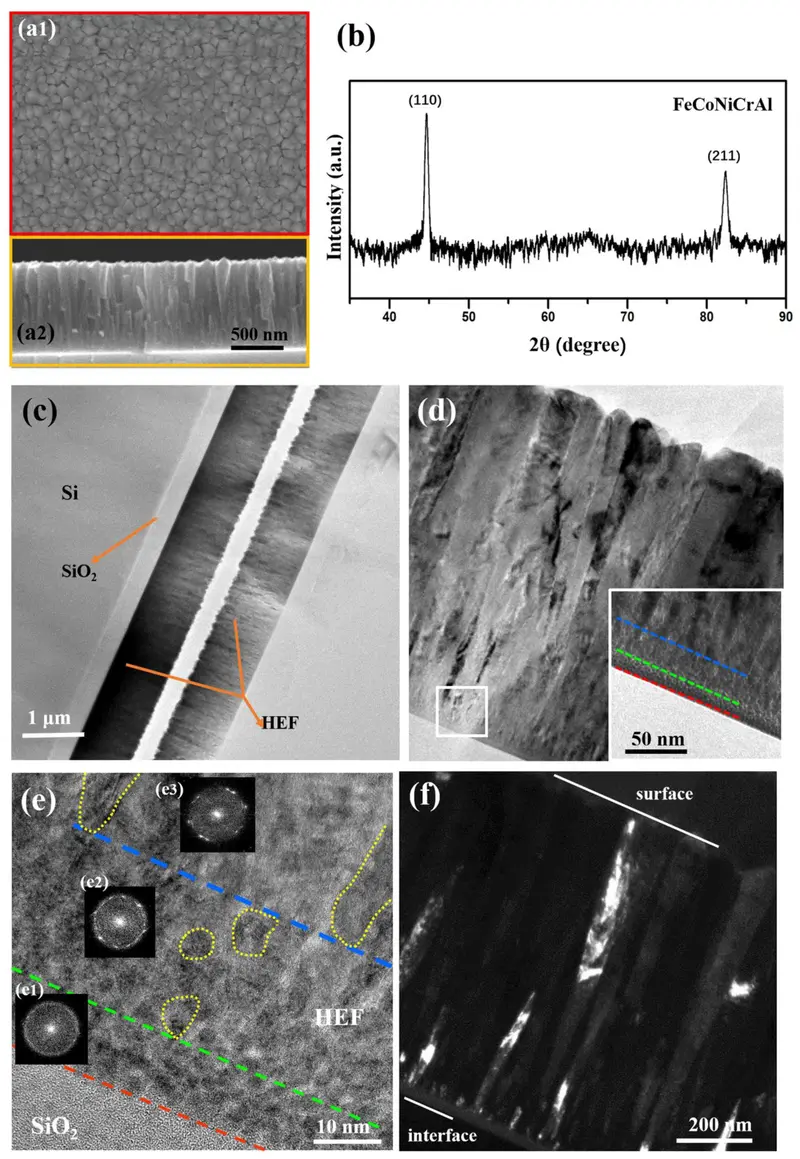 (a1)
(a2)
500 nm
(b)
(110)
FeCoNiCrAl
(211)
Intensity (a.u.)
40 50 60 70 80 90
2θ (degree)
(c)
Si
SiO₂
HEF
1 μm
(d)
50 nm
(e)
(e3)
(e2)
(e1)
HEF
SiO₂
10 nm
(f)
surface
interface
200 nm